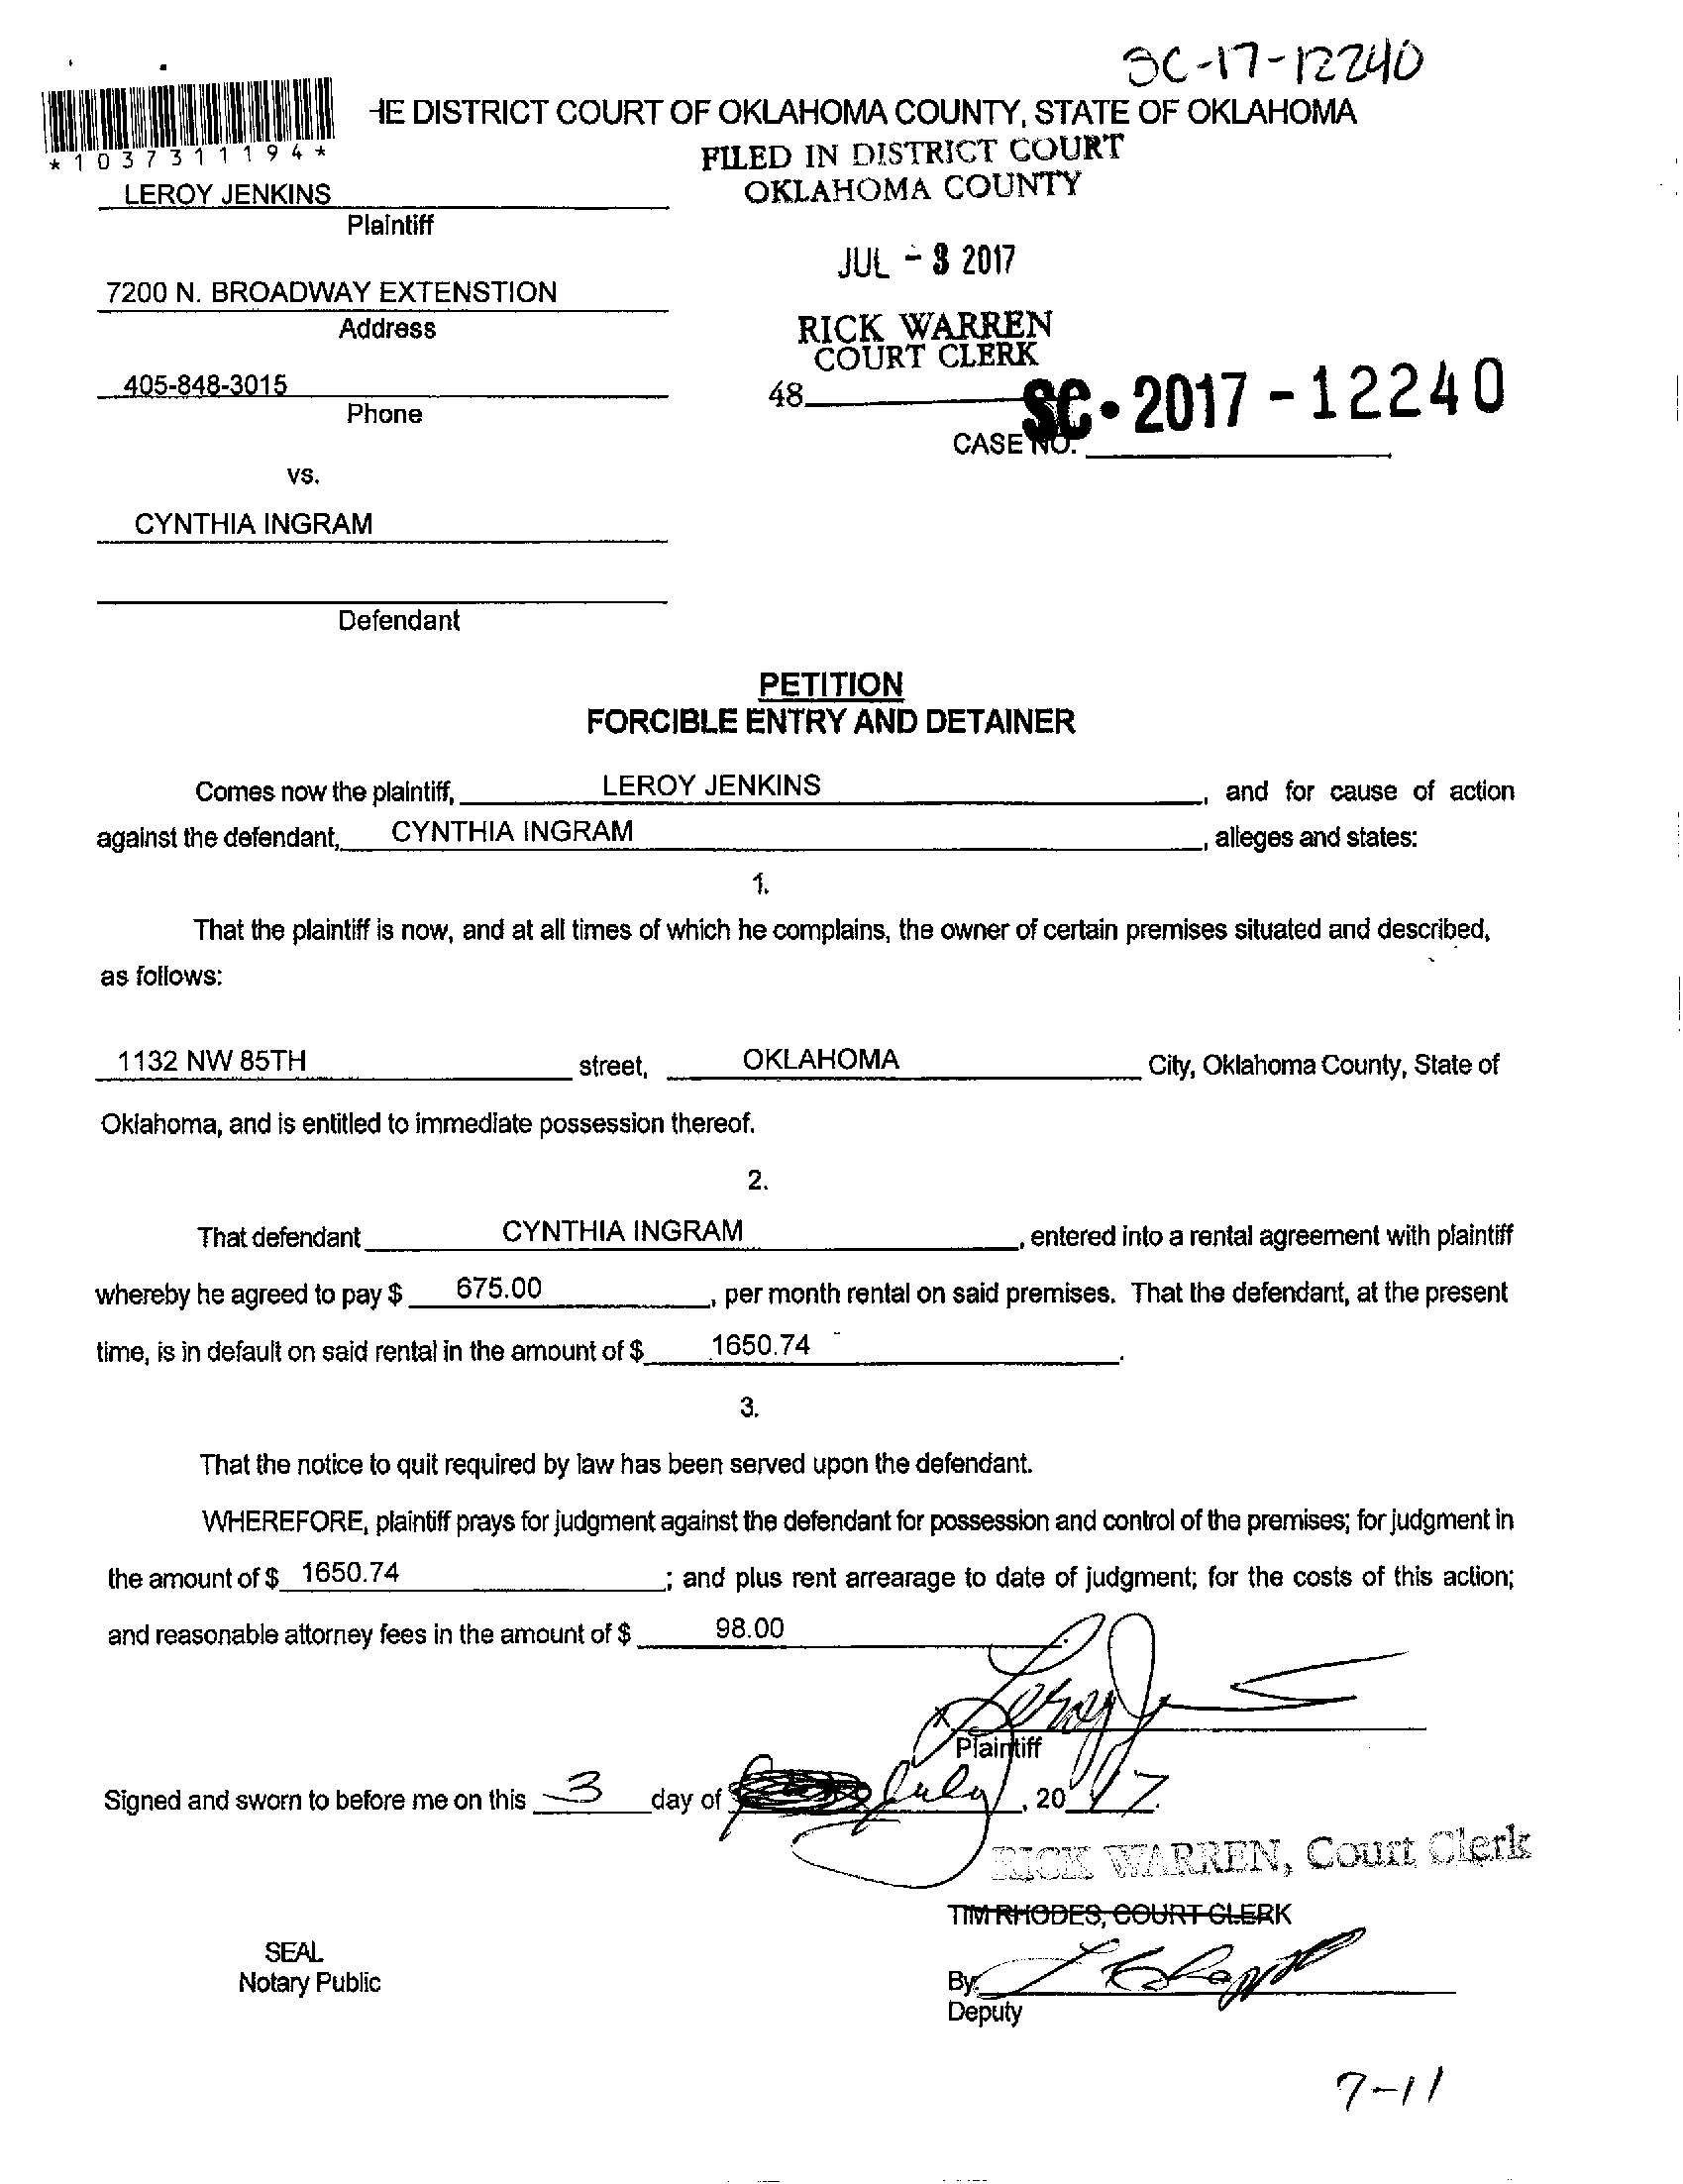 SC-17-12240
HE DISTRICT COURT OF OKLAHOMA COUNTY, STATE OF OKLAHOMA
*1037311194*
FILED IN DISTRICT COURT
OKLAHOMA COUNTY
LEROY JENKINS
Plaintiff
JUL - 3 2017
7200 N. BROADWAY EXTENSTION
Address
RICK WARREN
COURT CLERK
405-848-3015
Phone
48
SC - 2017 - 12240
CASE NO.
vs.
CYNTHIA INGRAM
Defendant
PETITION
FORCIBLE ENTRY AND DETAINER
Comes now the plaintiff, LEROY JENKINS, and for cause of action
against the defendant, CYNTHIA INGRAM, alleges and states:
1.
That the plaintiff is now, and at all times of which he complains, the owner of certain premises situated and described,
as follows:
1132 NW 85TH street, OKLAHOMA City, Oklahoma County, State of
Oklahoma, and is entitled to immediate possession thereof.
2.
That defendant CYNTHIA INGRAM, entered into a rental agreement with plaintiff
whereby he agreed to pay $ 675.00, per month rental on said premises. That the defendant, at the present
time, is in default on said rental in the amount of $ 1650.74.
3.
That the notice to quit required by law has been served upon the defendant.
WHEREFORE, plaintiff prays for judgment against the defendant for possession and control of the premises; for judgment in
the amount of $ 1650.74; and plus rent arrearage to date of judgment; for the costs of this action;
and reasonable attorney fees in the amount of $ 98.00.
x Leroy Je
Plaintiff
Signed and sworn to before me on this 3 day of July, 2017.
RICK WARREN, Court Clerk
TIM RHODES, COURT CLERK
SEAL
Notary Public
By
Deputy
7-11